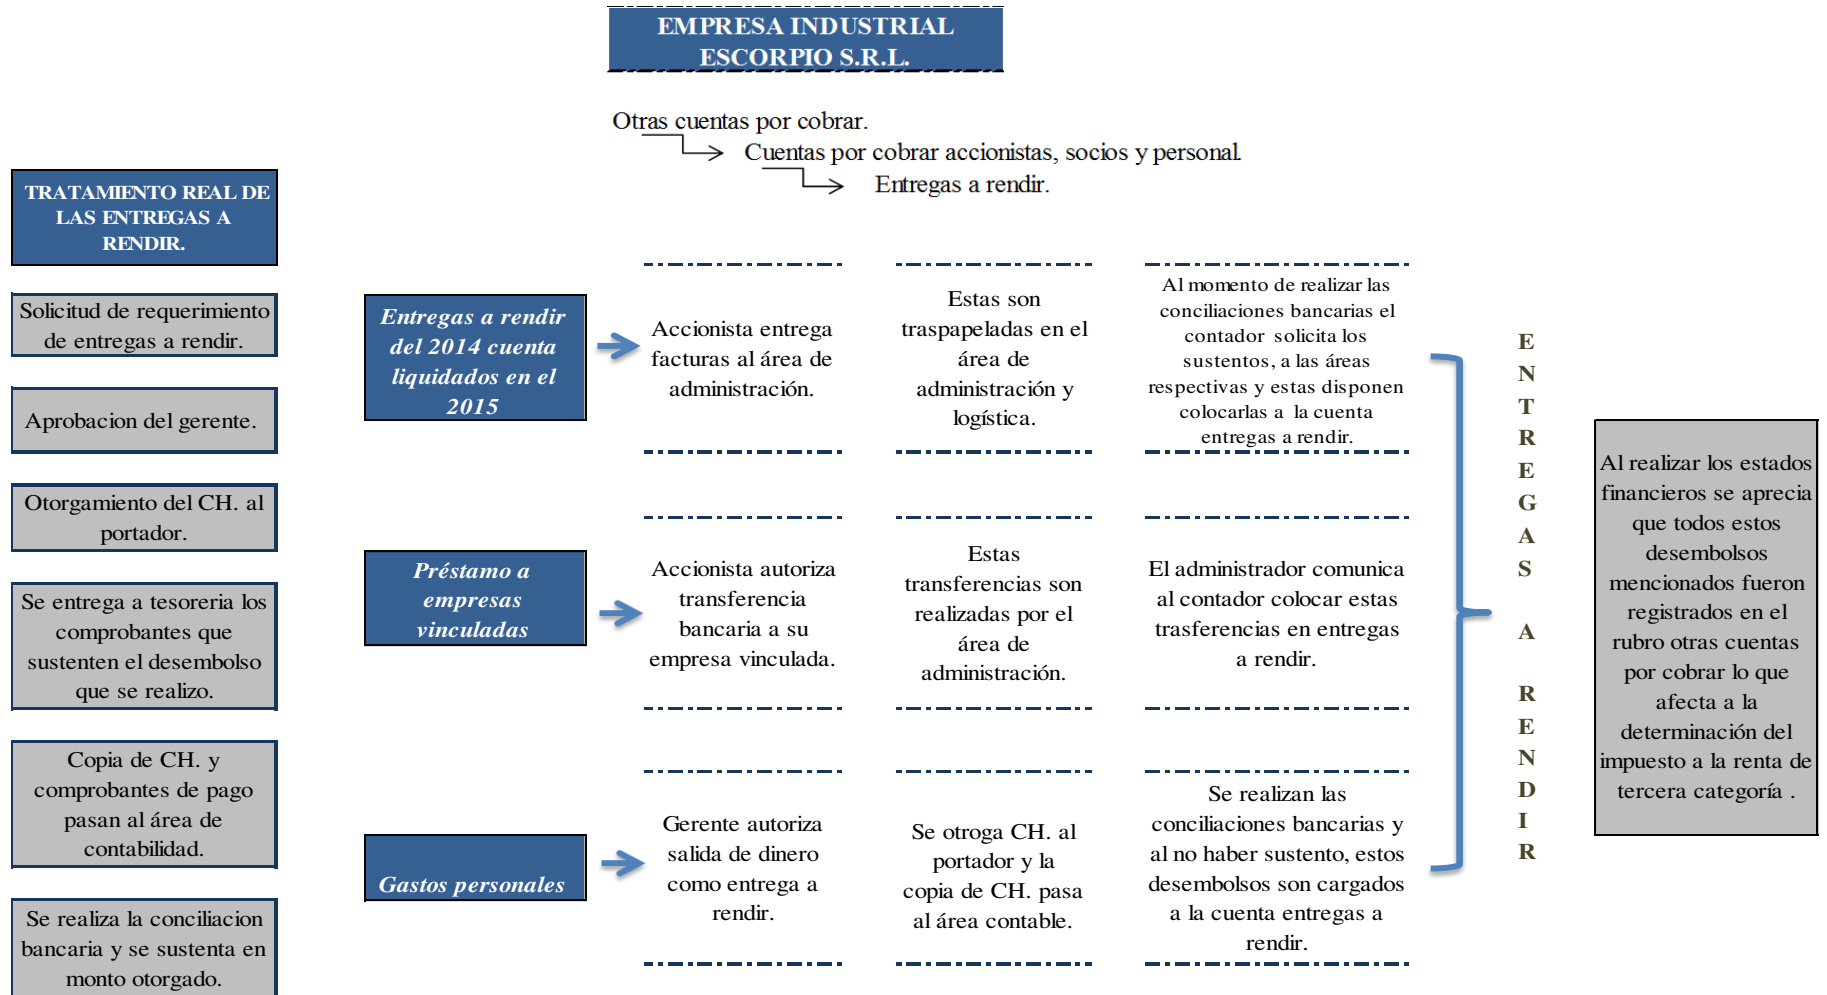 EMPRESA INDUSTRIAL
ESCORPIO S.R.L.
Otras cuentas por cobrar.
Cuentas por cobrar accionistas, socios y personal.
Entregas a rendir.
TRATAMIENTO REAL DE
LAS ENTREGAS A
RENDIR.
Solicitud de requerimiento
de entregas a rendir.
Aprobacion del gerente.
Otorgamiento del CH. al
portador.
Se entrega a tesoreria los
comprobantes que
sustenten el desembolso
que se realizo.
Copia de CH. y
comprobantes de pago
pasan al área de
contabilidad.
Se realiza la conciliacion
bancaria y se sustenta en
monto otorgado.
Entregas a rendir
del 2014 cuenta
liquidados en el
2015
Accionista entrega
facturas al área de
administración.
Estas son
traspapeladas en el
área de
administración y
logística.
Al momento de realizar las
conciliaciones bancarias el
contador solicita los
sustentos, a las áreas
respectivas y estas disponen
colocarlas a la cuenta
entregas a rendir.
Préstamo a
empresas
vinculadas
Accionista autoriza
transferencia
bancaria a su
empresa vinculada.
Estas
transferencias son
realizadas por el
área de
administración.
El administrador comunica
al contador colocar estas
trasferencias en entregas
a rendir.
Gastos personales
Gerente autoriza
salida de dinero
como entrega a
rendir.
Se otroga CH. al
portador y la
copia de CH. pasa
al área contable.
Se realizan las
conciliaciones bancarias y
al no haber sustento, estos
desembolsos son cargados
a la cuenta entregas a
rendir.
ENTREGAS A RENDIR
Al realizar los estados
financieros se aprecia
que todos estos
desembolsos
mencionados fueron
registrados en el
rubro otras cuentas
por cobrar lo que
afecta a la
determinación del
impuesto a la renta de
tercera categoría .